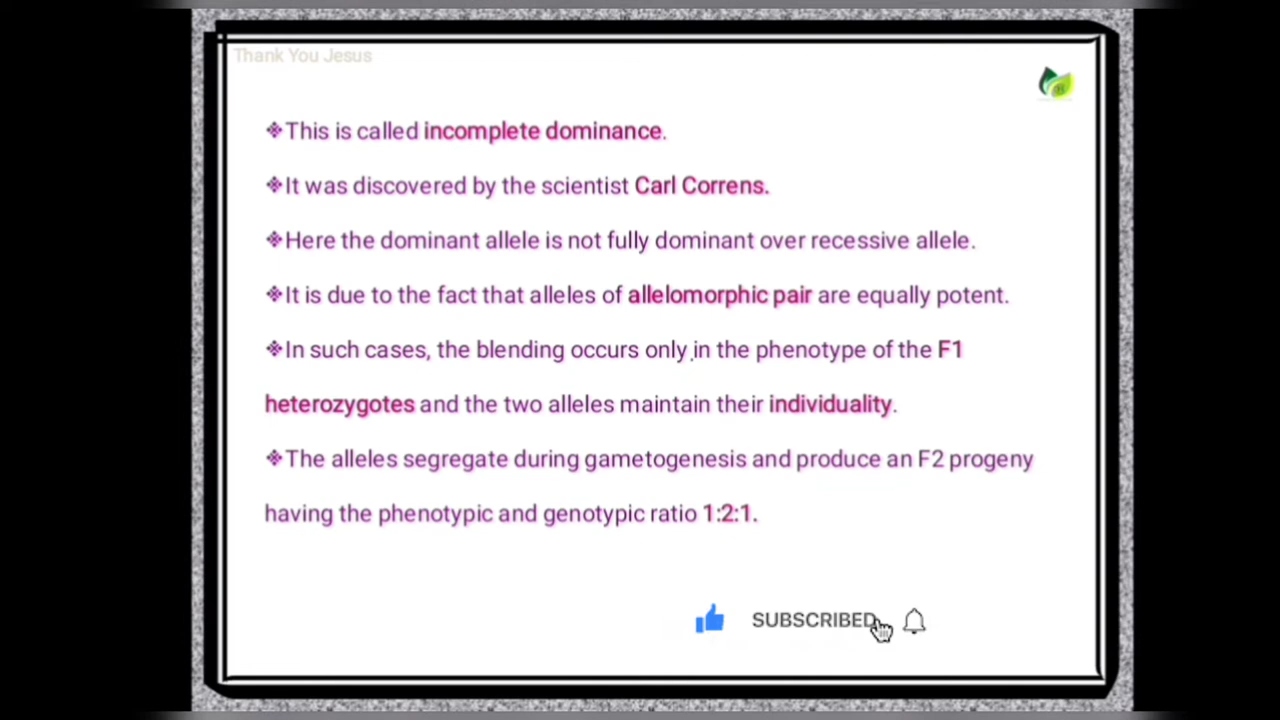 Thank You Jesus
❖This is called incomplete dominance.
❖It was discovered by the scientist Carl Correns.
❖Here the dominant allele is not fully dominant over recessive allele.
❖It is due to the fact that alleles of allelomorphic pair are equally potent.
❖In such cases, the blending occurs only in the phenotype of the F1
heterozygotes and the two alleles maintain their individuality.
❖The alleles segregate during gametogenesis and produce an F2 progeny
having the phenotypic and genotypic ratio 1:2:1.
SUBSCRIBED